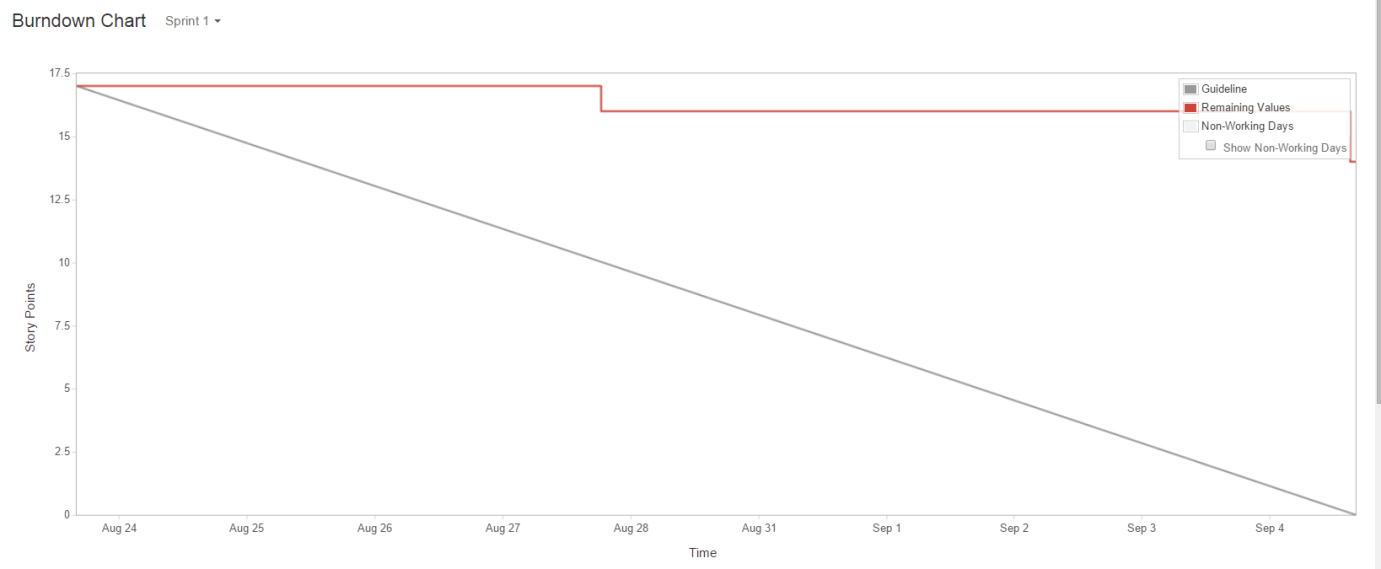 Burndown Chart Sprint 1
17.5
15
12.5
10
7.5
5
2.5
0
Story Points
Guideline
Remaining Values
Non-Working Days
Show Non-Working Days
Aug 24 Aug 25 Aug 26 Aug 27 Aug 28 Aug 31 Sep 1 Sep 2 Sep 3 Sep 4
Time